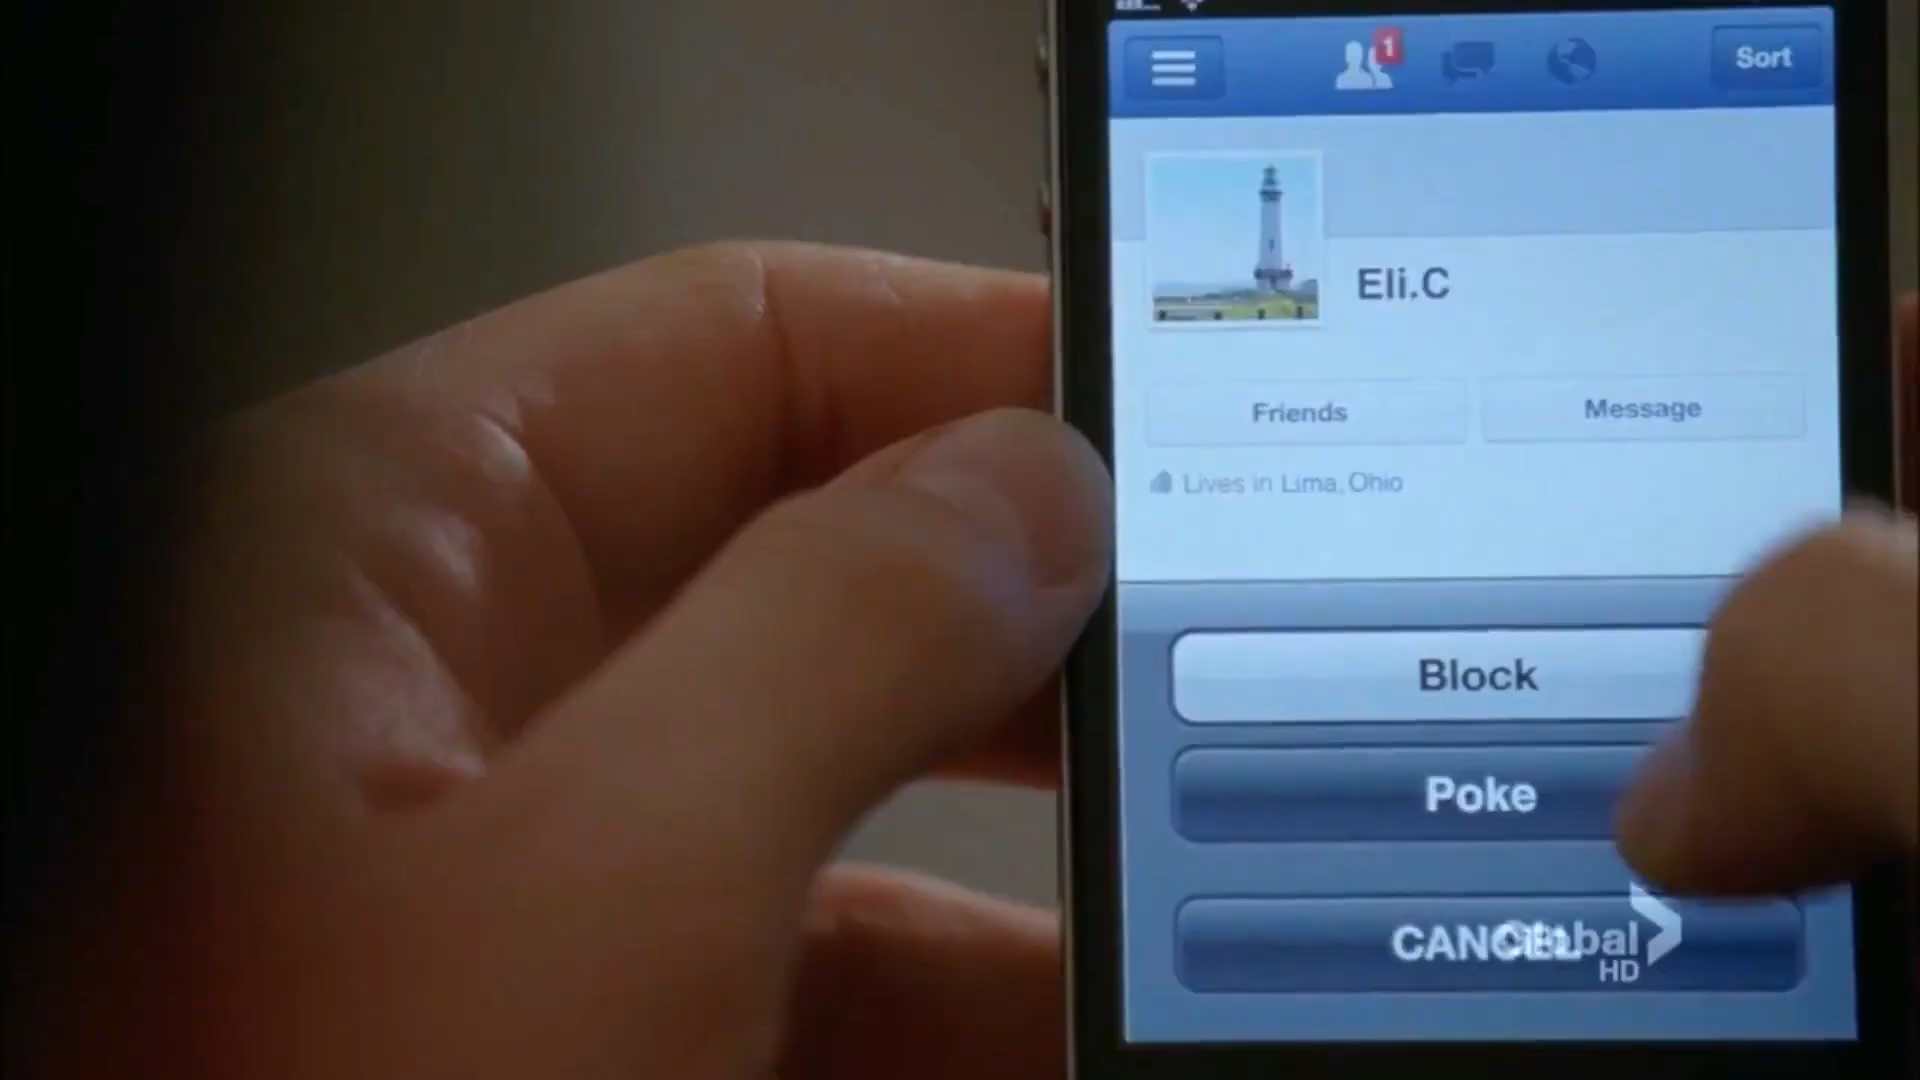 1
Sort
Eli.C
Friends
Message
Lives in Lima, Ohio
Block
Poke
CANCEL
Global
HD